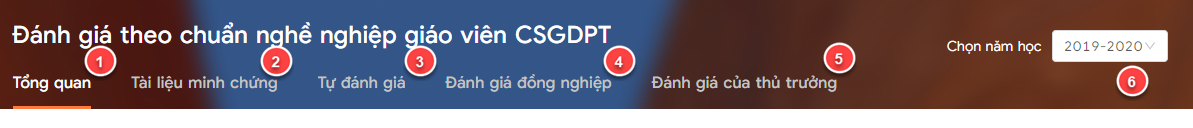 Đánh giá theo chuẩn nghề nghiệp giáo viên CSGDPT
Chọn năm học 2019-2020
1 2 3 4 5 6
Tổng quan Tài liệu minh chứng Tự đánh giá Đánh giá đồng nghiệp Đánh giá của thủ trưởng